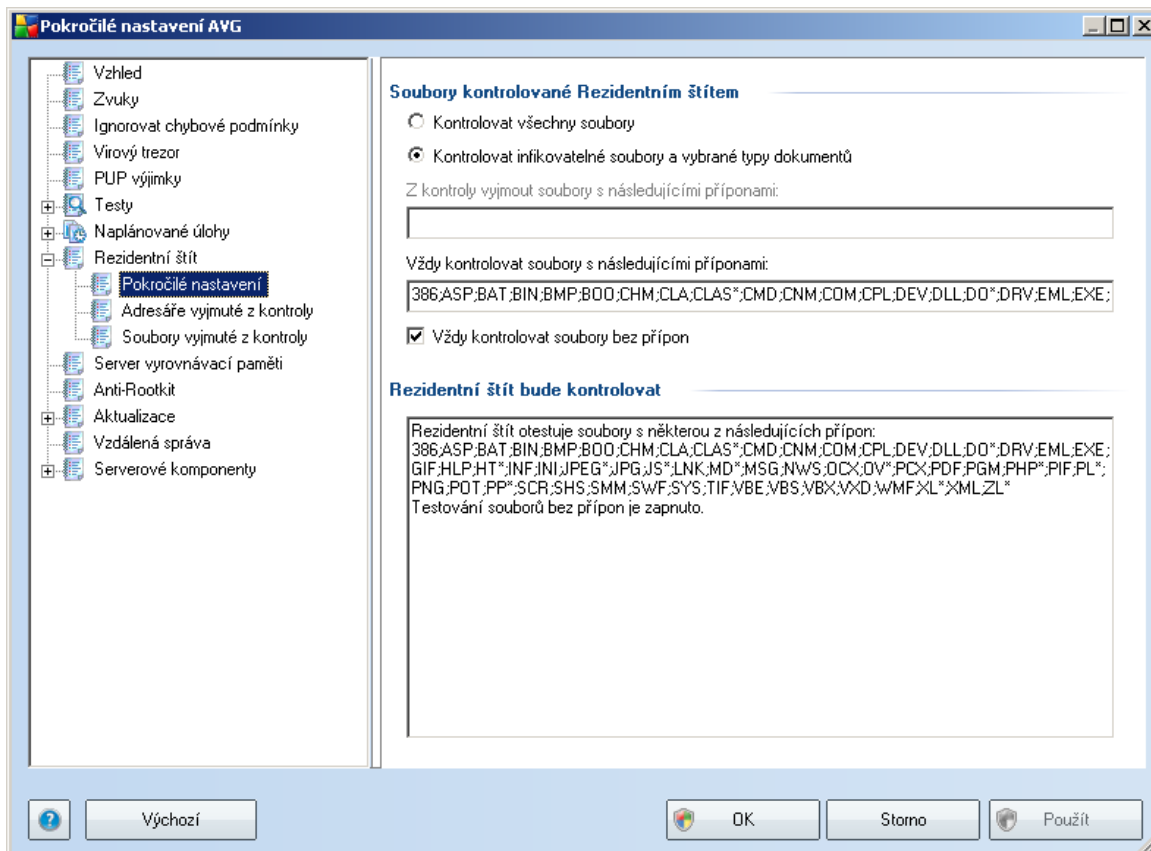 Pokročilé nastavení AVG
Vzhled
Zvuky
Ignorovat chybové podmínky
Virový trezor
PUP výjimky
Testy
Naplánované úlohy
Rezidentní štít
Pokročilé nastavení
Adresáře vyjmuté z kontroly
Soubory vyjmuté z kontroly
Server vyrovnávací paměti
Anti-Rootkit
Aktualizace
Vzdálená správa
Serverové komponenty
Soubory kontrolované Rezidentním štítem
Kontrolovat všechny soubory
Kontrolovat infikovatelné soubory a vybrané typy dokumentů
Z kontroly vyjmout soubory s následujícími příponami:
Vždy kontrolovat soubory s následujícími příponami:
386;ASP;BAT;BIN;BMP;BOO;CHM;CLA;CLAS*;CMD;CNM;COM;CPL;DEV;DLL;DO*;DRV;EML;EXE;
Vždy kontrolovat soubory bez přípon
Rezidentní štít bude kontrolovat
Rezidentní štít otestuje soubory s některou z následujících přípon:
386;ASP;BAT;BIN;BMP;BOO;CHM;CLA;CLAS*;CMD;CNM;COM;CPL;DEV;DLL;DO*;DRV;EML;EXE;
GIF;HLP;HT*;INF;INI;JPEG*;JPG;JS*;LNK;MD*;MSG;NWS;OCX;OV*;PCX;PDF;PGM;PHP*;PIF;PL*;
PNG;POT;PP*;SCR;SHS;SMM;SWF;SYS;TIF;VBE;VBS;VBX;VXD;WMF;XL*;XML;ZL*
Testování souborů bez přípon je zapnuto.
Výchozí
OK
Storno
Použít